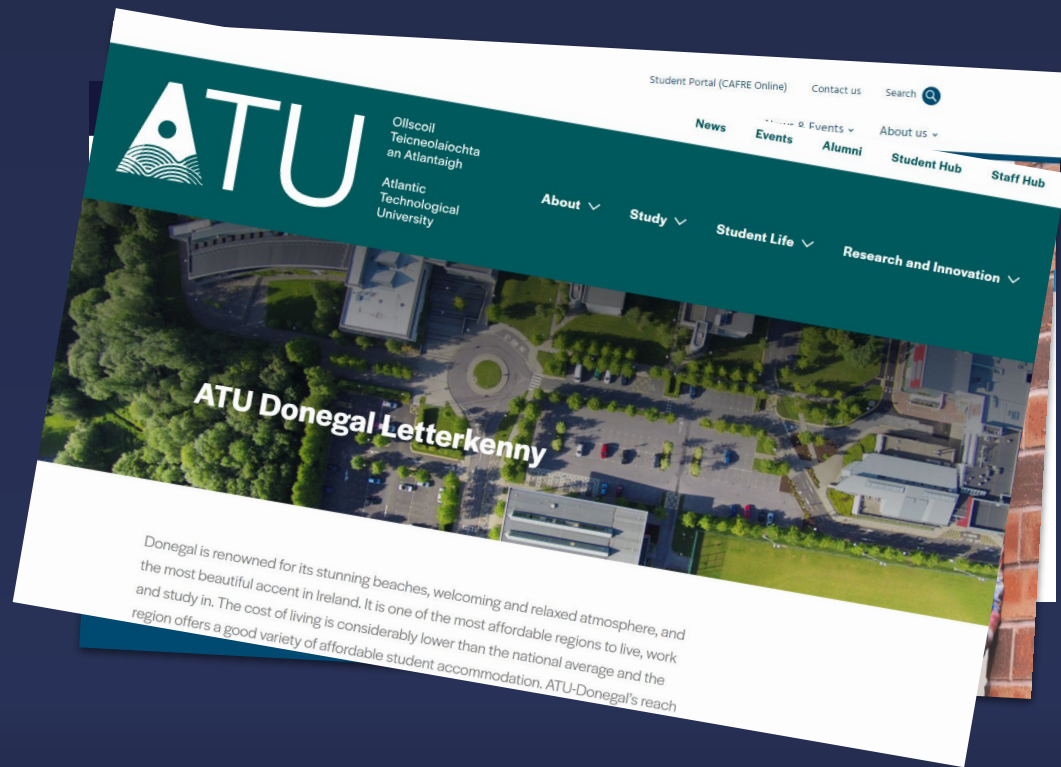 Student Portal (CAFRE Online) Contact us Search
& Events About us
News Events Alumni Student Hub Staff Hub
ATU
Ollscoil
Teicneolaíochta
an Atlantaigh
Atlantic
Technological
University
About Study Student Life Research and Innovation
ATU Donegal Letterkenny
Donegal is renowned for its stunning beaches, welcoming and relaxed atmosphere, and
the most beautiful accent in Ireland. It is one of the most affordable regions to live, work
and study in. The cost of living is considerably lower than the national average and the
region offers a good variety of affordable student accommodation. ATU-Donegal's reach